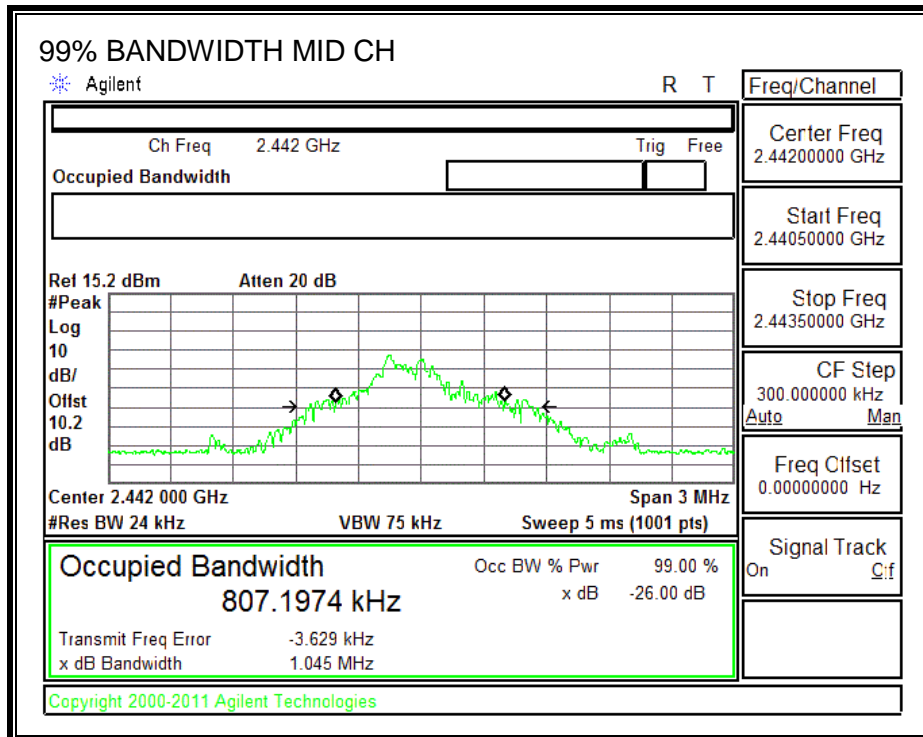 99% BANDWIDTH MID CH
Agilent R T
Ch Freq 2.442 GHz Trig Free
Occupied Bandwidth
Ref 15.2 dBm Atten 20 dB
#Peak
Log
10
dB/
Offst
10.2
dB
Center 2.442 000 GHz Span 3 MHz
#Res BW 24 kHz VBW 75 kHz Sweep 5 ms (1001 pts)
Occupied Bandwidth
807.1974 kHz
Occ BW % Pwr 99.00 %
x dB -26.00 dB
Transmit Freq Error -3.629 kHz
x dB Bandwidth 1.045 MHz
Copyright 2000-2011 Agilent Technologies
Freq/Channel
Center Freq
2.44200000 GHz
Start Freq
2.44050000 GHz
Stop Freq
2.44350000 GHz
CF Step
300.000000 kHz
Auto Man
Freq Offset
0.00000000 Hz
Signal Track
On Off